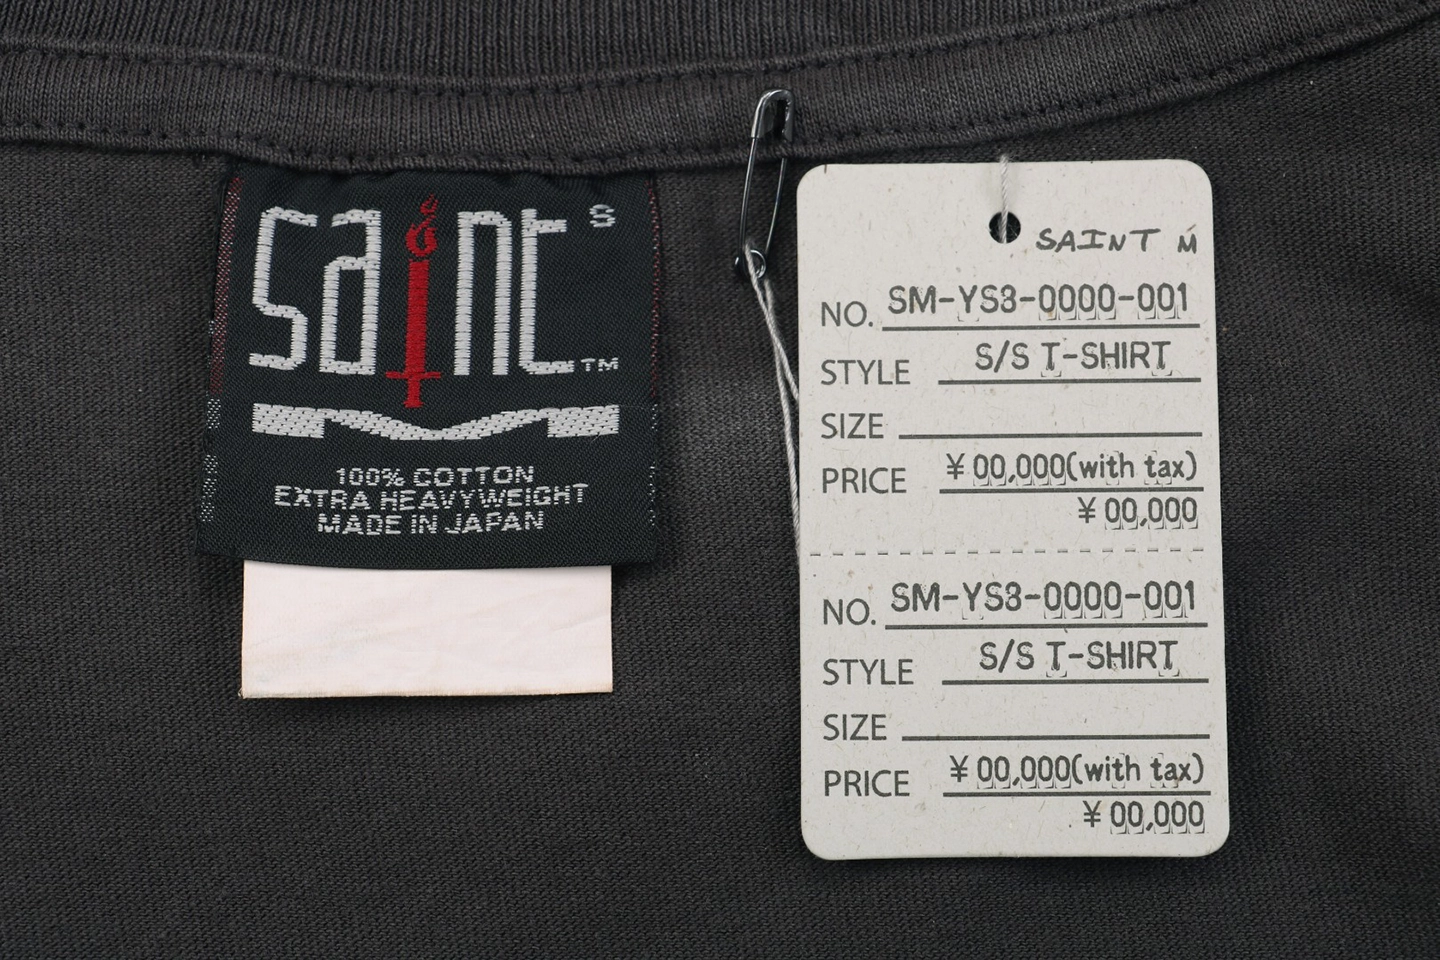 saint S
TM
100% COTTON
EXTRA HEAVYWEIGHT
MADE IN JAPAN
SAINT M
NO. SM-YS3-0000-001
STYLE S/S T-SHIRT
SIZE
PRICE ¥00,000(with tax)
¥00,000
NO. SM-YS3-0000-001
STYLE S/S T-SHIRT
SIZE
PRICE ¥00,000(with tax)
¥00,000